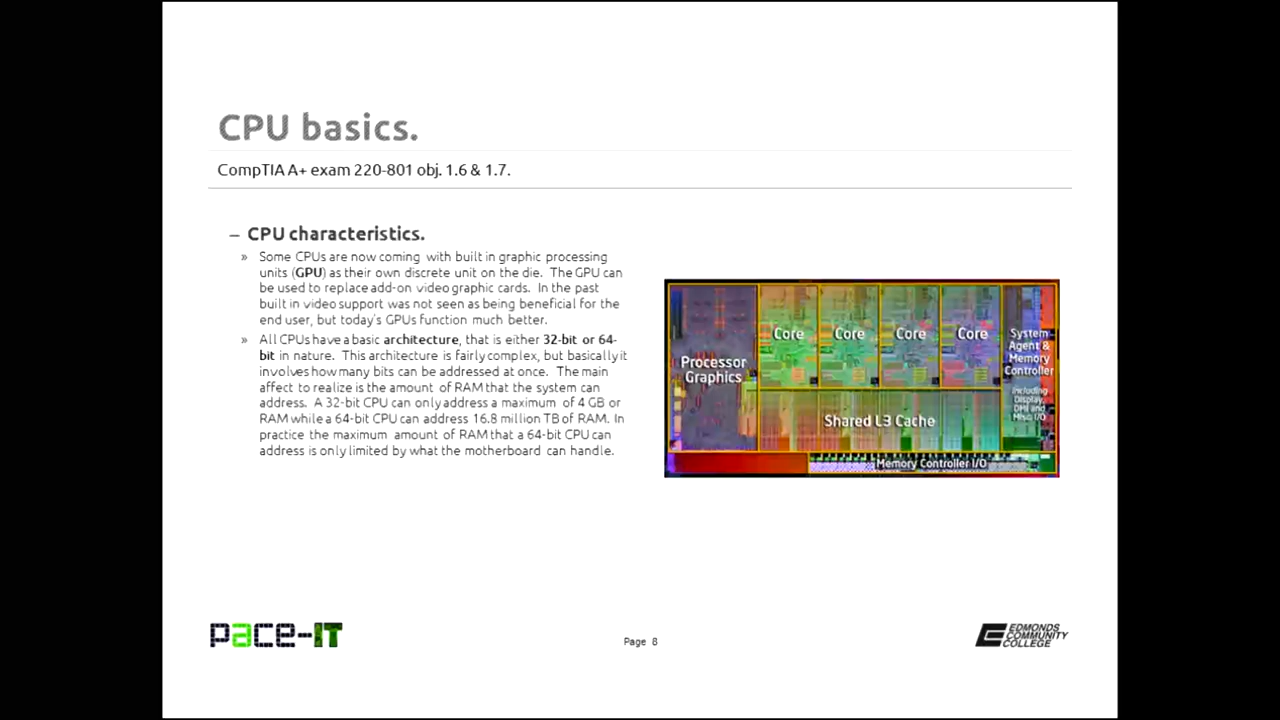 CPU basics.
CompTIA A+ exam 220-801 obj. 1.6 & 1.7.
– CPU characteristics.
» Some CPUs are now coming with built in graphic processing
units (GPU) as their own discrete unit on the die. The GPU can
be used to replace add-on video graphic cards. In the past
built in video support was not seen as being beneficial for the
end user, but today's GPUs function much better.
» All CPUs have a basic architecture, that is either 32-bit or 64-
bit in nature. This architecture is fairly complex, but basically it
involves how many bits can be addressed at once. The main
affect to realize is the amount of RAM that the system can
address. A 32-bit CPU can only address a maximum of 4 GB or
RAM while a 64-bit CPU can address 16.8 million TB of RAM. In
practice the maximum amount of RAM that a 64-bit CPU can
address is only limited by what the motherboard can handle.
Processor
Graphics
Core
Core
Core
Core
System
Agent &
Memory
Controller
Including
Display,
DMI and
Misc. I/O
Shared L3 Cache
Memory Controller I/O
pace-IT
Page 8
EDMONDS
COMMUNITY
COLLEGE